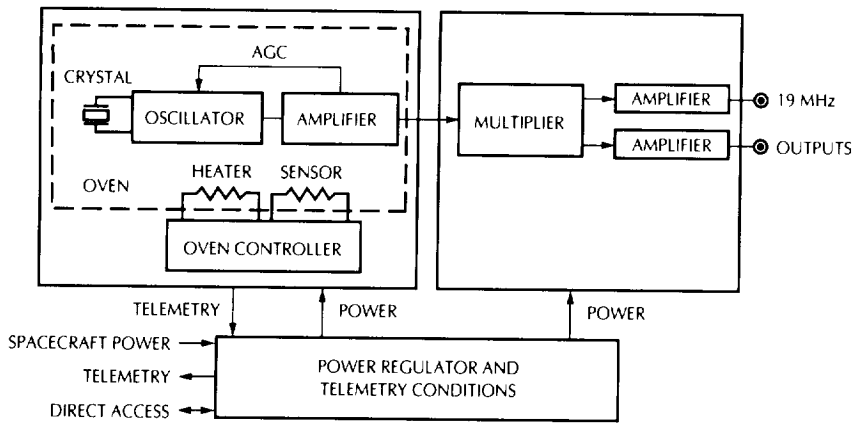 AGC
CRYSTAL
OSCILLATOR
AMPLIFIER
OVEN
HEATER
SENSOR
OVEN CONTROLLER
MULTIPLIER
AMPLIFIER
19 MHz
AMPLIFIER
OUTPUTS
TELEMETRY
POWER
POWER
SPACECRAFT POWER
TELEMETRY
DIRECT ACCESS
POWER REGULATOR AND
TELEMETRY CONDITIONS